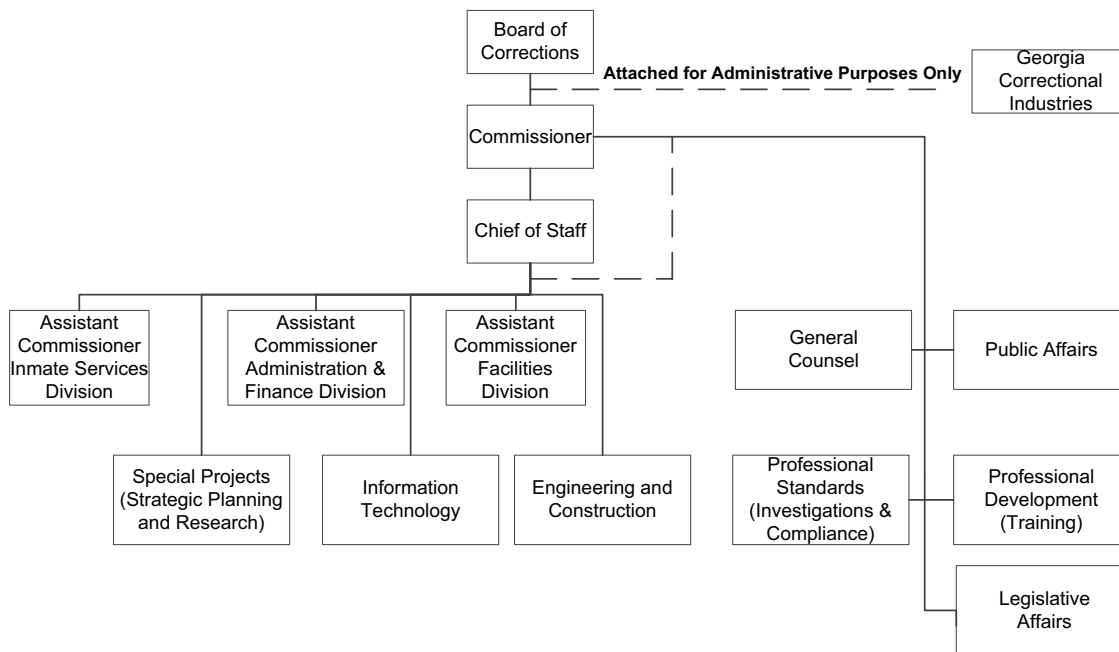 Board of
Corrections
Attached for Administrative Purposes Only
Georgia
Correctional
Industries
Commissioner
Chief of Staff
Assistant
Commissioner
Inmate Services
Division
Assistant
Commissioner
Administration &
Finance Division
Assistant
Commissioner
Facilities
Division
General
Counsel
Public Affairs
Special Projects
(Strategic Planning
and Research)
Information
Technology
Engineering and
Construction
Professional
Standards
(Investigations &
Compliance)
Professional
Development
(Training)
Legislative
Affairs